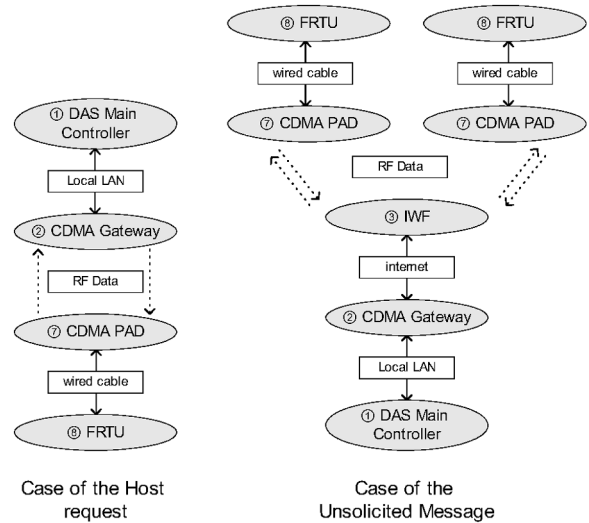 ① DAS Main
Controller
Local LAN
② CDMA Gateway
RF Data
⑦ CDMA PAD
wired cable
⑧ FRTU
Case of the Host
request
⑧ FRTU
⑧ FRTU
wired cable
wired cable
⑦ CDMA PAD
⑦ CDMA PAD
RF Data
③ IWF
internet
② CDMA Gateway
Local LAN
① DAS Main
Controller
Case of the
Unsolicited Message